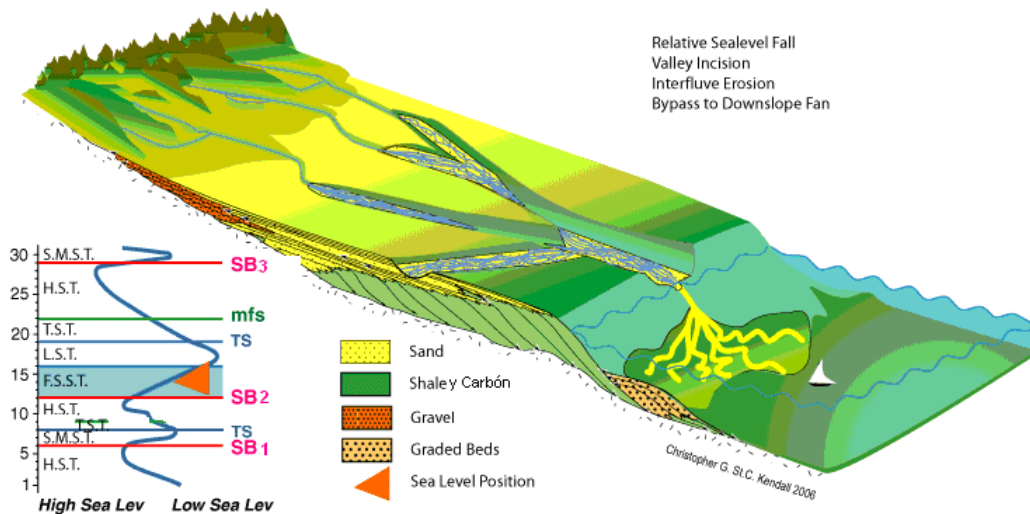 Relative Sealevel Fall
Valley Incision
Interfluve Erosion
Bypass to Downslope Fan
30
S.M.S.T.
SB3
H.S.T.
25
mfs
20
T.S.T.
TS
L.S.T.
15
F.S.S.T.
SB2
10
H.S.T.
T.S.T.
TS
S.M.S.T.
SB1
5
H.S.T.
1
High Sea Lev Low Sea Lev
Sand
Shale y Carbón
Gravel
Graded Beds
Sea Level Position
Christopher G. St.C. Kendall 2006